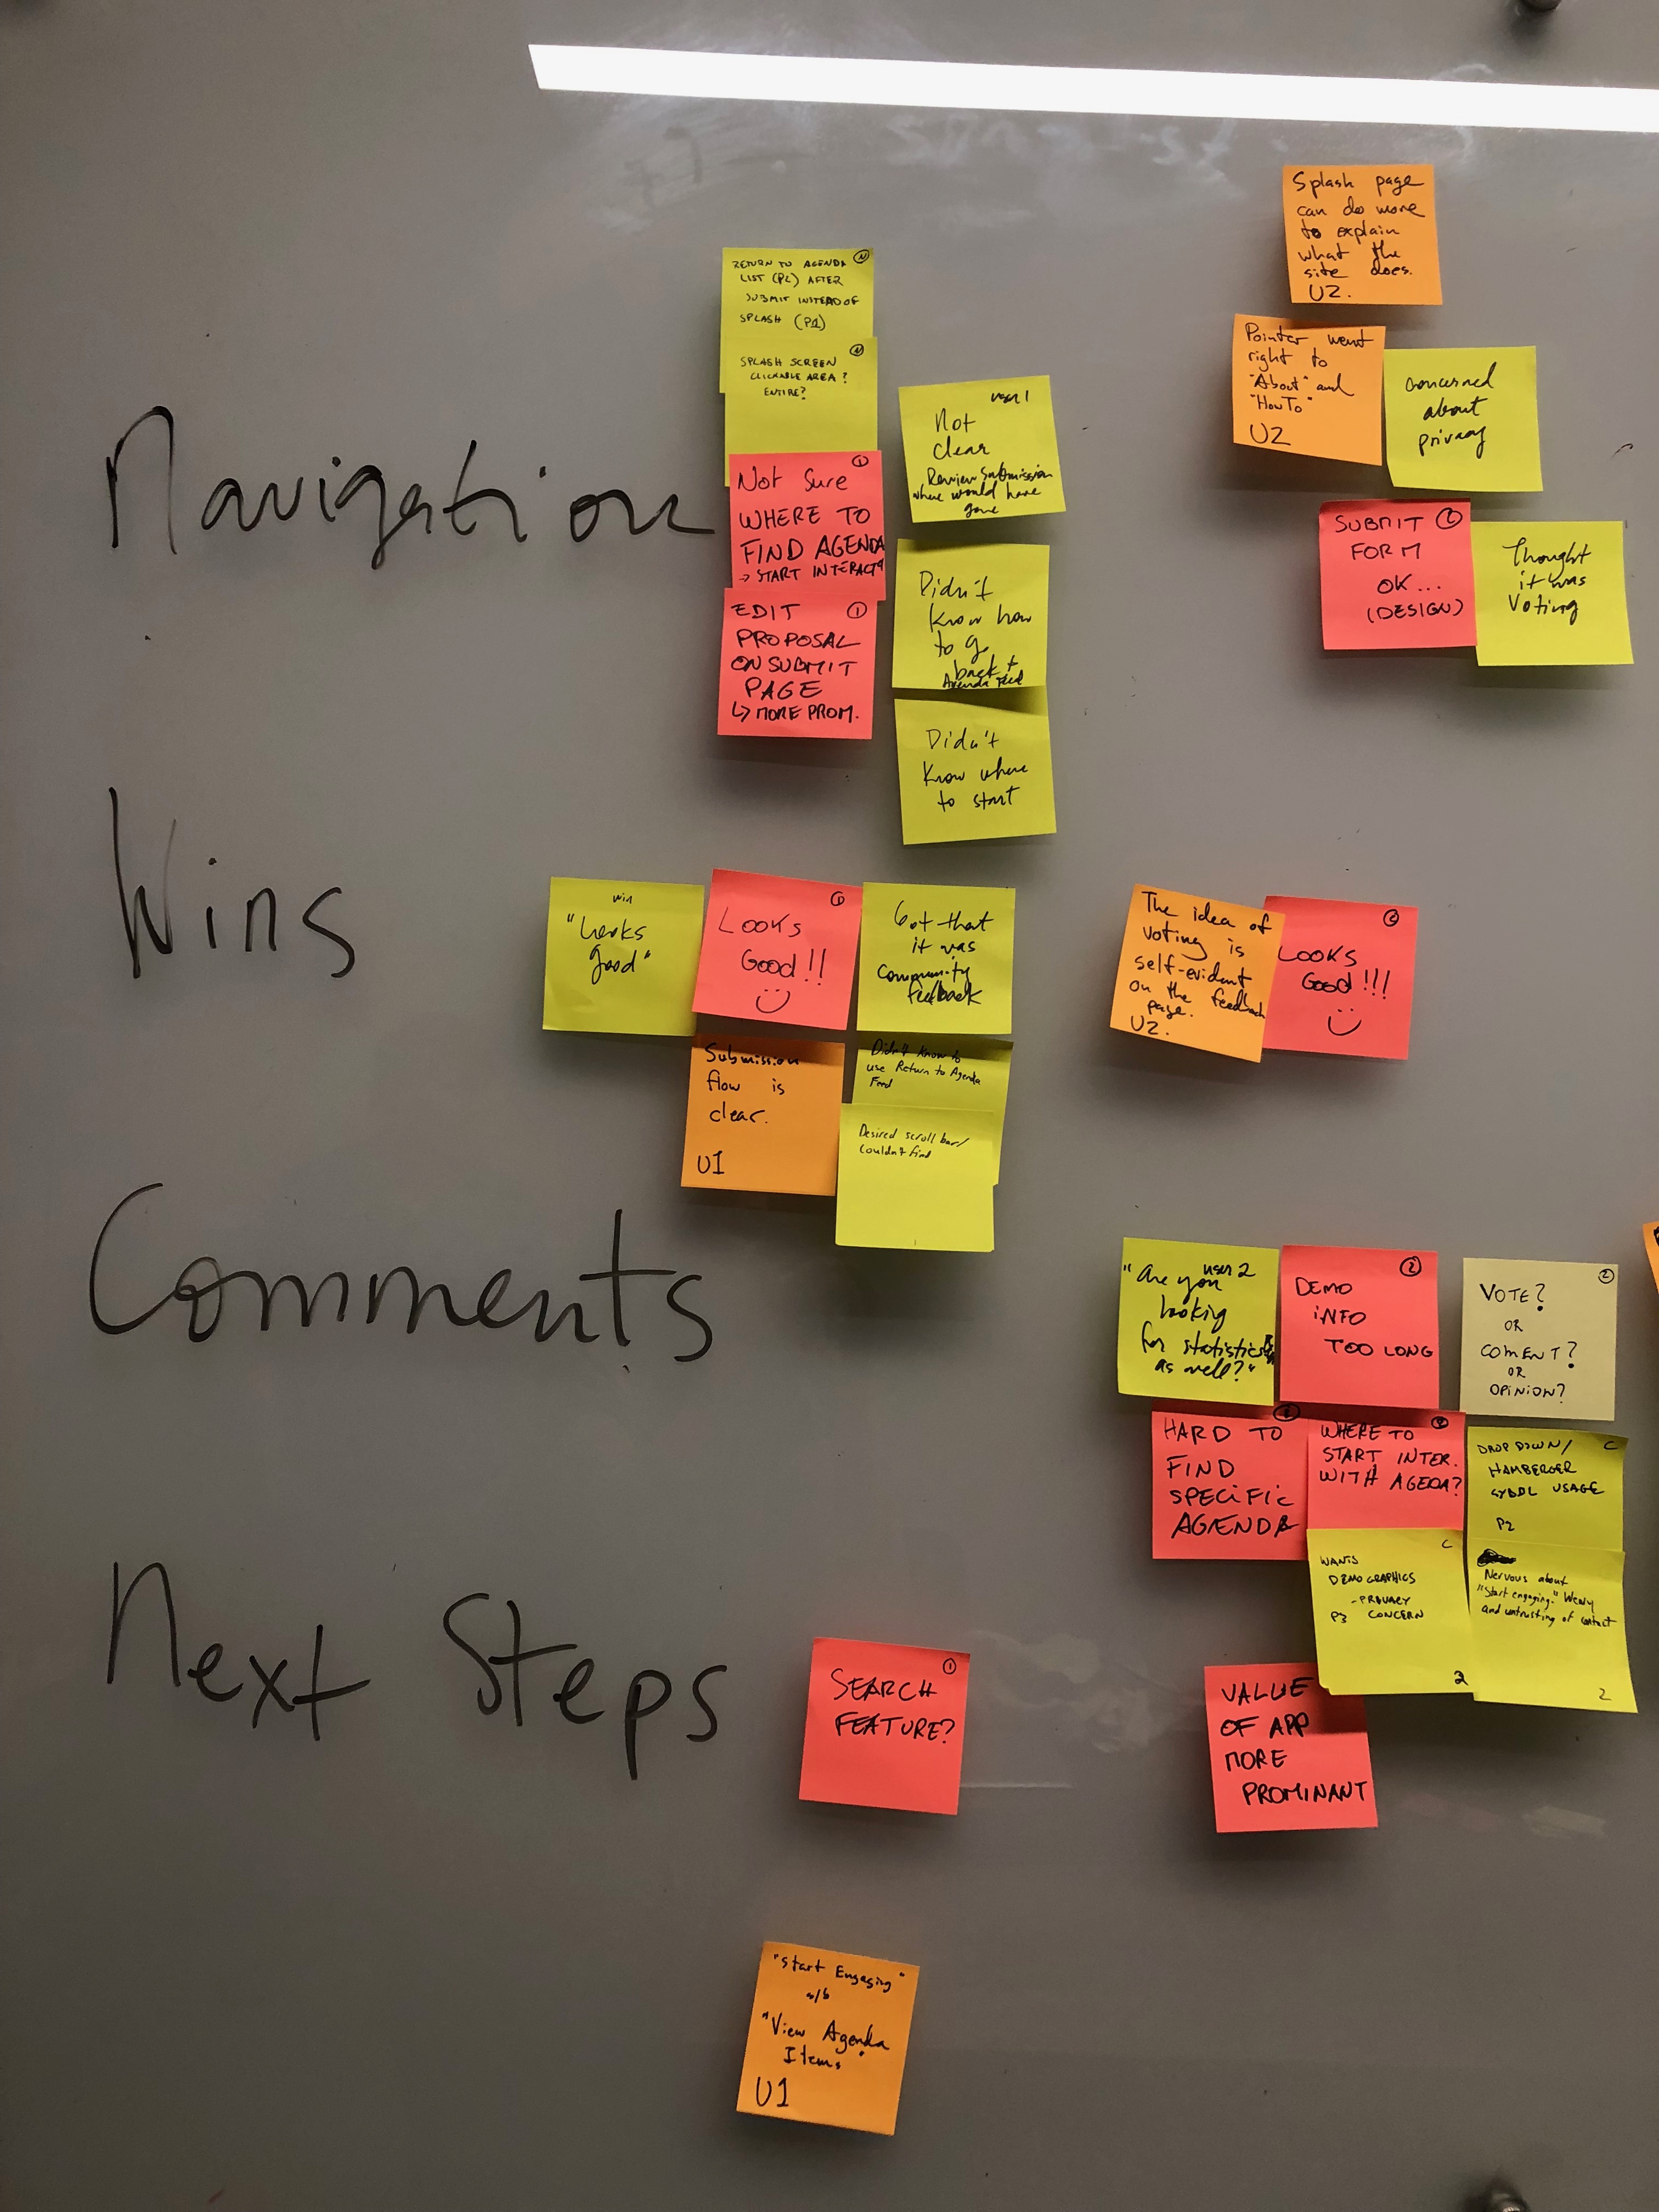 Splash page
can do more
to explain
what the
site does.
U2.
RETURN TO AGENDA
LIST (P2) AFTER
SUBMIT INSTEAD OF
SPLASH (P1)
N
SPLASH SCREEN
CLICKABLE AREA?
ENTIRE?
N
Pointer went
right to
"About" and
"HowTo"
U2
concerned
about
privacy
Navigation
user 1
Not
clear
Review Submission
where would have
gone
1
Not Sure
WHERE TO
FIND AGENDA
→ START INTERACT
SUBMIT 2
FORM
OK...
(DESIGN)
Thought
it was
Voting
EDIT 1
PROPOSAL
ON SUBMIT
PAGE
↳ MORE PROM.
Didn't
know how
to go
back to
Agenda Feed
Didn't
know where
to start
Wins
win
"Looks
good"
1
LOOKS
GOOD!!
Got that
it was
community
feedback
The idea of
voting is
self-evident
on the feedback
page.
U2.
2
LOOKS
GOOD!!!
Submission
flow is
clear.
U1
Didn't know to
use Return to Agenda
Feed
Desired scroll bar/
couldn't find
Comments
user 2
"are you
looking
for statistics
as well?"
2
DEMO
INFO
TOO LONG
2
VOTE?
OR
COMENT?
OR
OPINION?
2
HARD TO
FIND
SPECIFIC
AGENDA
2
WHERE TO
START INTER.
WITH AGEDA?
C
DROP DOWN/
HAMBERGER
SYBOL USAGE
P2
C
WANTS
DEMOGRAPHICS
- PRIVACY
P3 CONCERN
2
Nervous about
"Start engaging." Weary
and untrusting of contact
2
Next Steps
1
SEARCH
FEATURE?
VALUE
OF APP
MORE
PROMINANT
"Start Engaging"
s/b
"View Agenda
Items"
U1